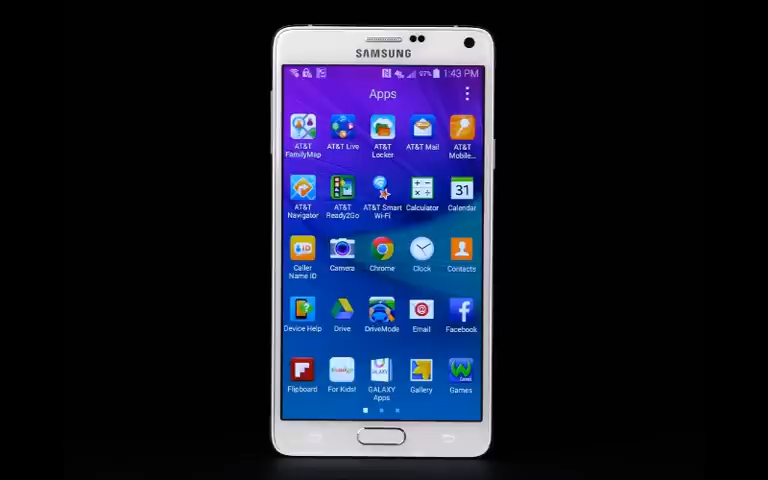 SAMSUNG
97% 1:43 PM
Apps
AT&T FamilyMap
AT&T Live
AT&T Locker
AT&T Mail
AT&T Mobile...
AT&T Navigator
AT&T Ready2Go
AT&T Smart Wi-Fi
Calculator
31
Calendar
Caller Name ID
Camera
Chrome
Clock
Contacts
Device Help
Drive
DriveMode
Email
Facebook
Flipboard
For Kids!
GALAXY Apps
Gallery
Games